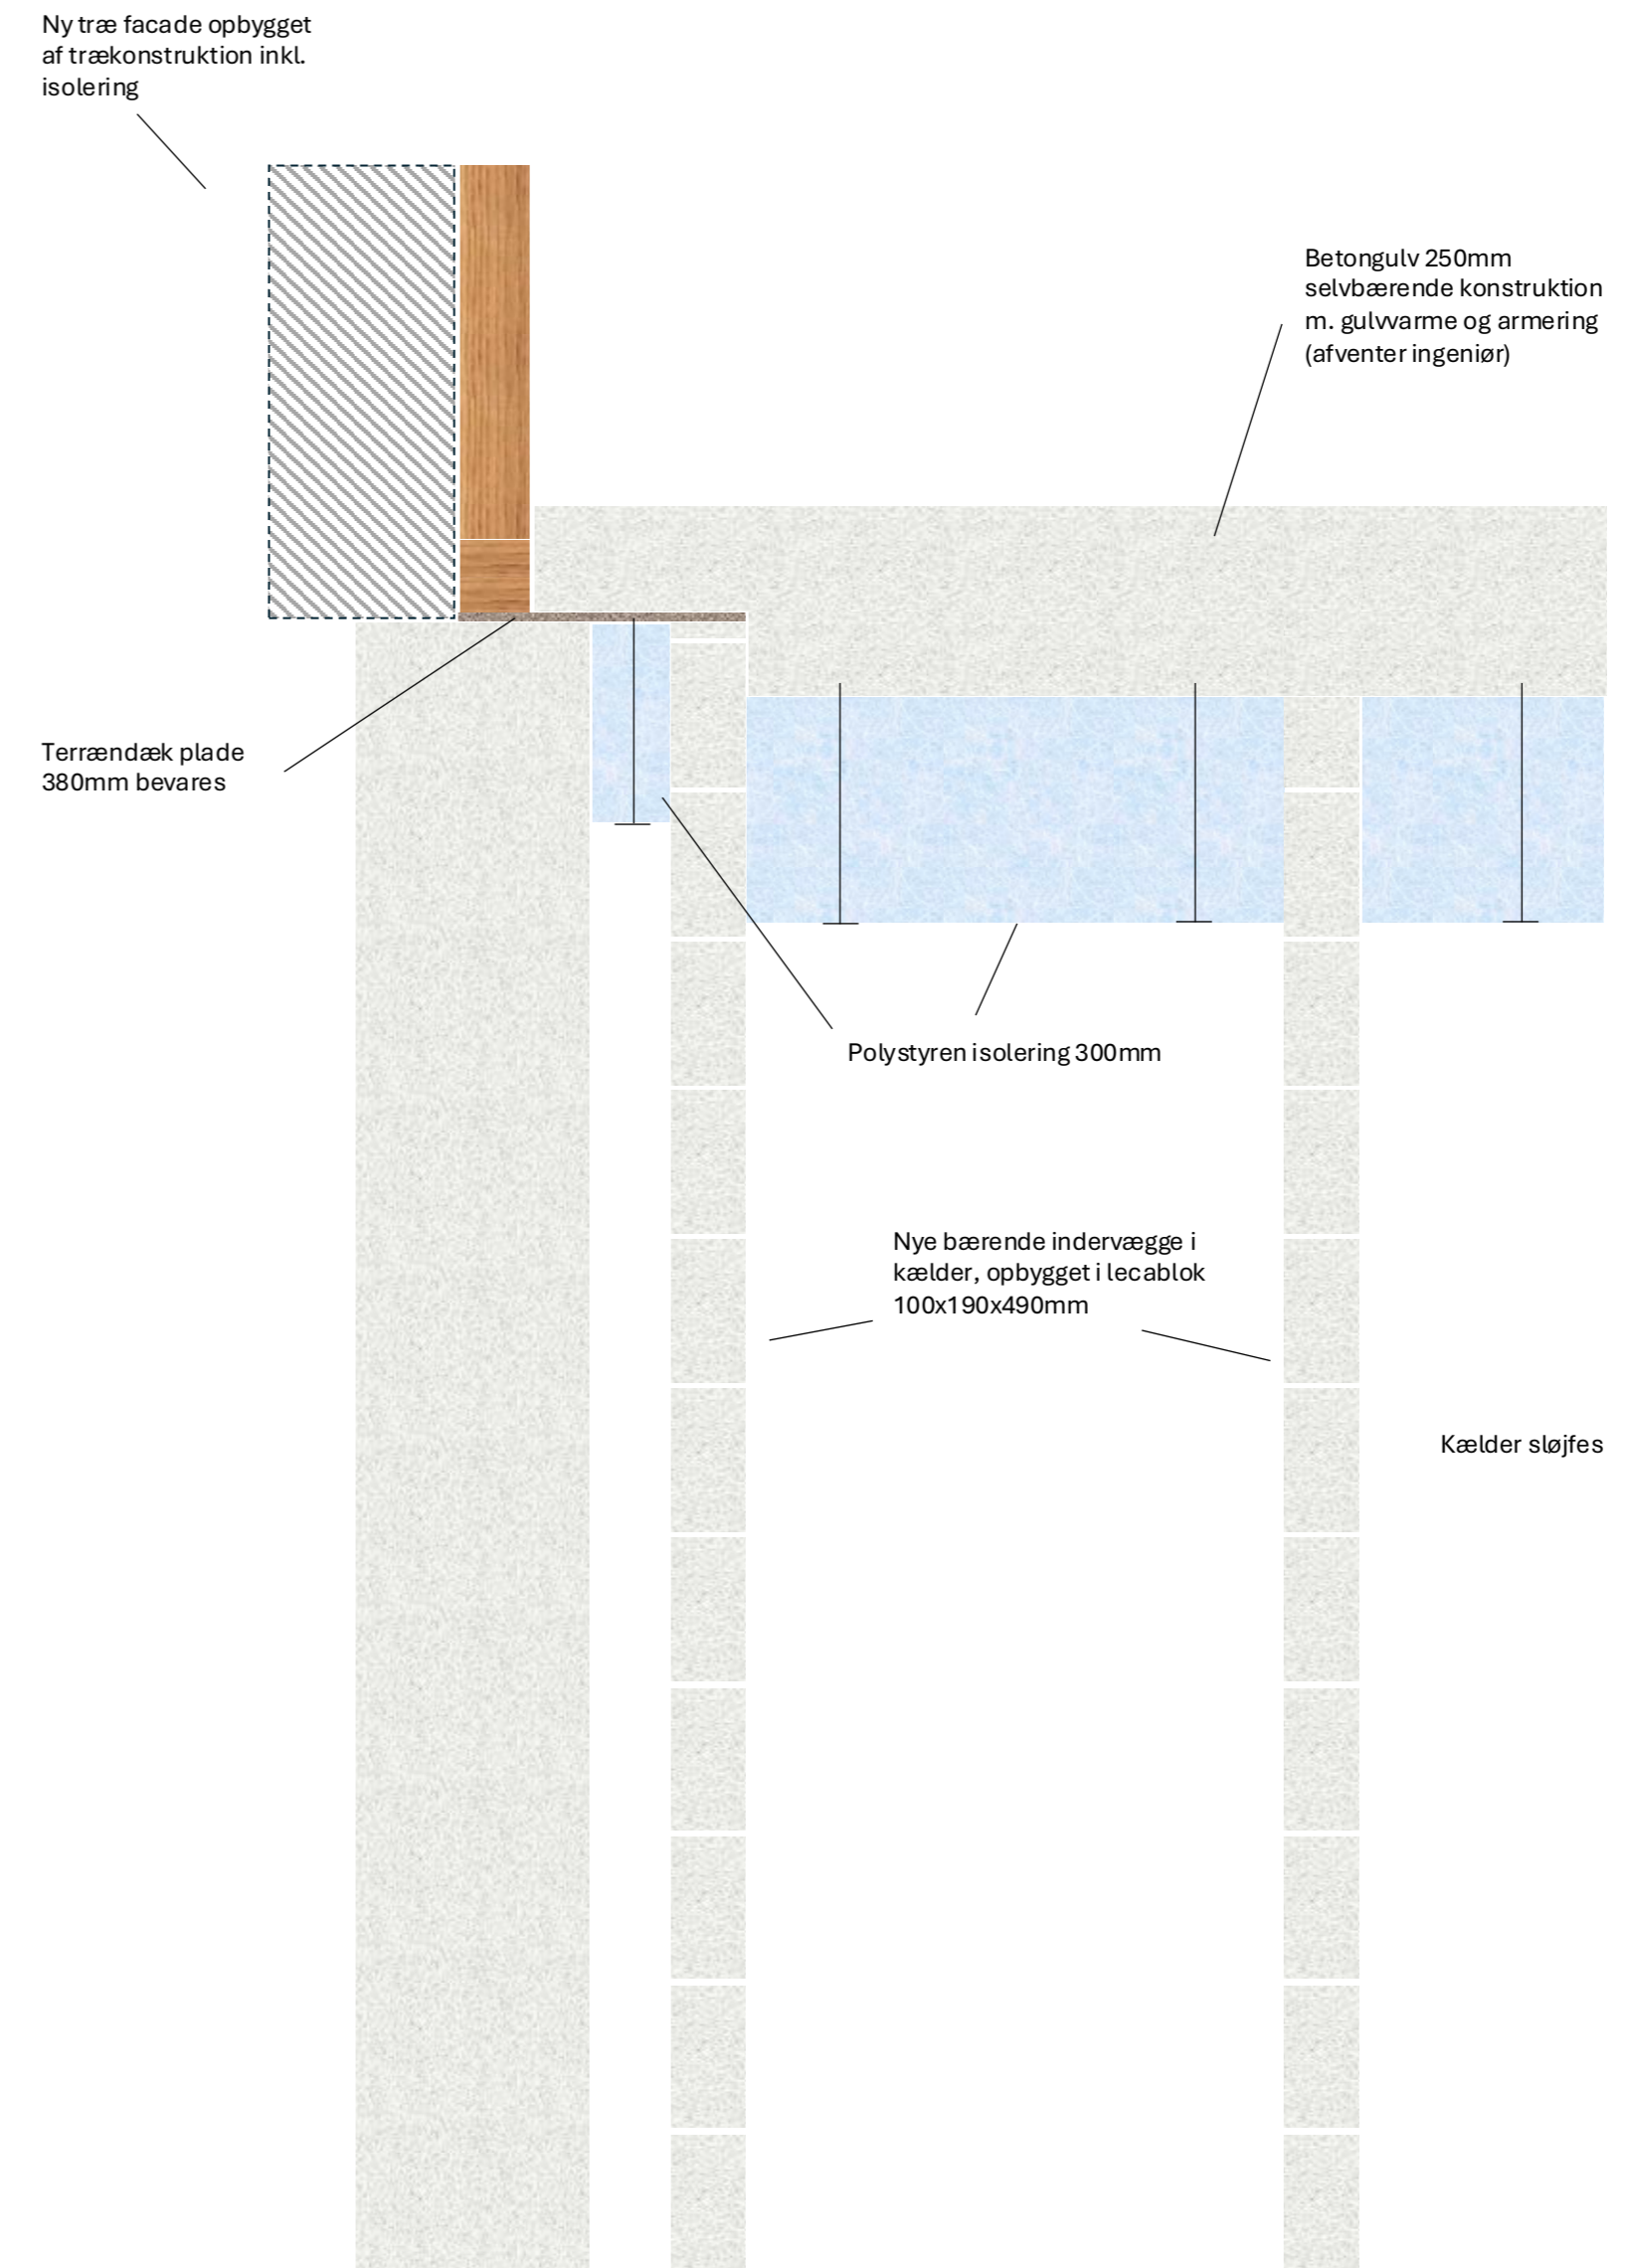 Ny træ facade opbygget
af trækonstruktion inkl.
isolering
Betongulv 250mm
selvbærende konstruktion
m. gulvvarme og armering
(afventer ingeniør)
Terrændæk plade
380mm bevares
Polystyren isolering 300mm
Nye bærende indervægge i
kælder, opbygget i lecablok
100x190x490mm
Kælder sløjfes